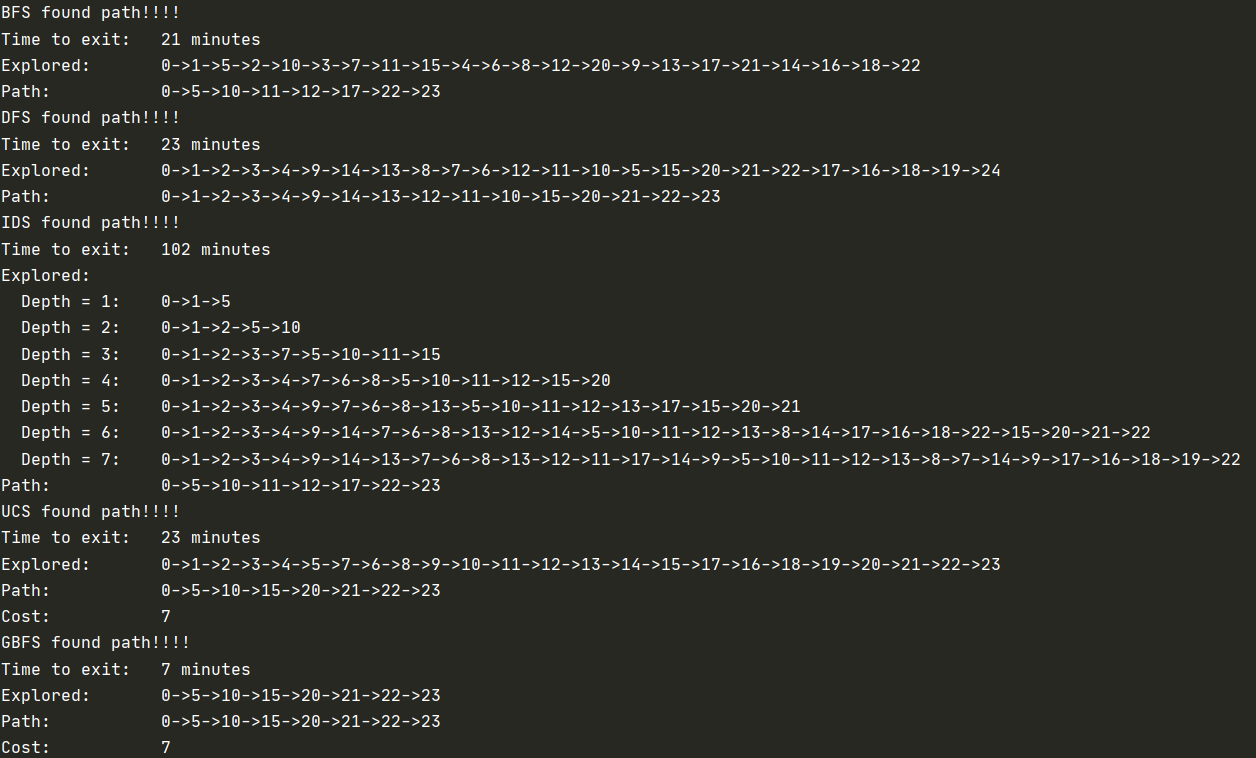 BFS found path!!!!
Time to exit:   21 minutes
Explored:       0->1->5->2->10->3->7->11->15->4->6->8->12->20->9->13->17->21->14->16->18->22
Path:           0->5->10->11->12->17->22->23
DFS found path!!!!
Time to exit:   23 minutes
Explored:       0->1->2->3->4->9->14->13->8->7->6->12->11->10->5->15->20->21->22->17->16->18->19->24
Path:           0->1->2->3->4->9->14->13->12->11->10->15->20->21->22->23
IDS found path!!!!
Time to exit:   102 minutes
Explored:
  Depth = 1:    0->1->5
  Depth = 2:    0->1->2->5->10
  Depth = 3:    0->1->2->3->7->5->10->11->15
  Depth = 4:    0->1->2->3->4->7->6->8->5->10->11->12->15->20
  Depth = 5:    0->1->2->3->4->9->7->6->8->13->5->10->11->12->13->17->15->20->21
  Depth = 6:    0->1->2->3->4->9->14->7->6->8->13->12->14->5->10->11->12->13->8->14->17->16->18->22->15->20->21->22
  Depth = 7:    0->1->2->3->4->9->14->13->7->6->8->13->12->11->17->14->9->5->10->11->12->13->8->7->14->9->17->16->18->19->22
Path:           0->5->10->11->12->17->22->23
UCS found path!!!!
Time to exit:   23 minutes
Explored:       0->1->2->3->4->5->7->6->8->9->10->11->12->13->14->15->17->16->18->19->20->21->22->23
Path:           0->5->10->15->20->21->22->23
Cost:           7
GBFS found path!!!!
Time to exit:   7 minutes
Explored:       0->5->10->15->20->21->22->23
Path:           0->5->10->15->20->21->22->23
Cost:           7